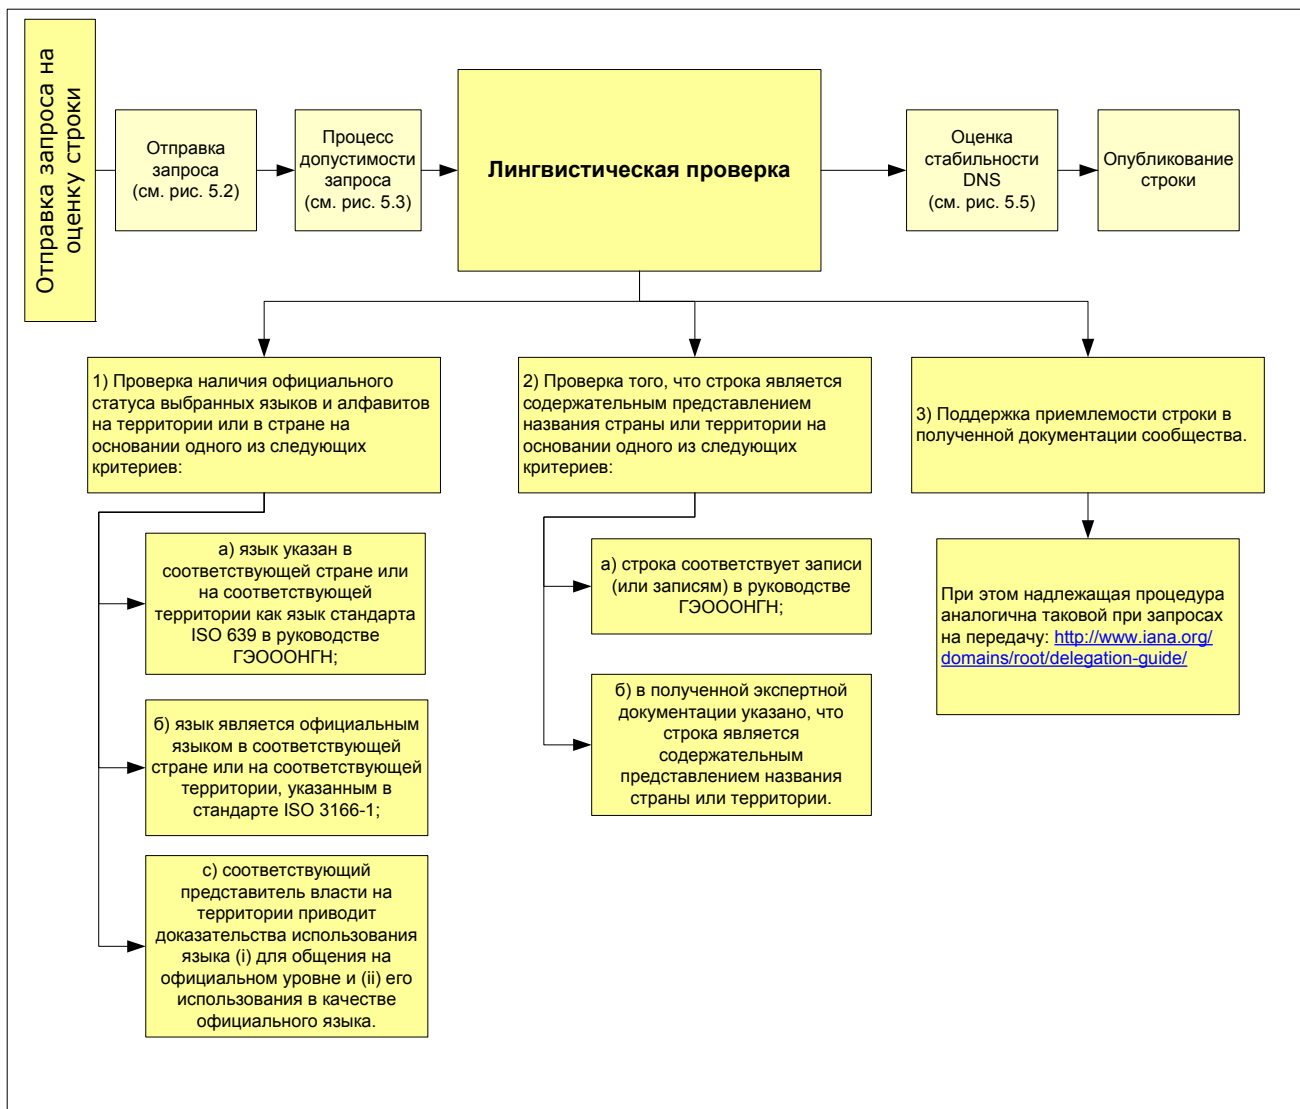 Отправка запроса на
оценку строки
Отправка
запроса
(см. рис. 5.2)
Процесс
допустимости
запроса
(см. рис. 5.3)
Лингвистическая проверка
Оценка
стабильности
DNS
(см. рис. 5.5)
Опубликование
строки
1) Проверка наличия официального
статуса выбранных языков и алфавитов
на территории или в стране на
основании одного из следующих
критериев:
а) язык указан в
соответствующей стране или
на соответствующей
территории как язык стандарта
ISO 639 в руководстве
ГЭОООНГН;
б) язык является официальным
языком в соответствующей
стране или на соответствующей
территории, указанным в
стандарте ISO 3166-1;
с) соответствующий
представитель власти на
территории приводит
доказательства использования
языка (i) для общения на
официальном уровне и (ii) его
использования в качестве
официального языка.
2) Проверка того, что строка является
содержательным представлением
названия страны или территории на
основании одного из следующих
критериев:
а) строка соответствует записи
(или записям) в руководстве
ГЭОООНГН;
б) в полученной экспертной
документации указано, что
строка является
содержательным
представлением названия
страны или территории.
3) Поддержка приемлемости строки в
полученной документации сообщества.
При этом надлежащая процедура
аналогична таковой при запросах
на передачу: http://www.iana.org/
domains/root/delegation-guide/